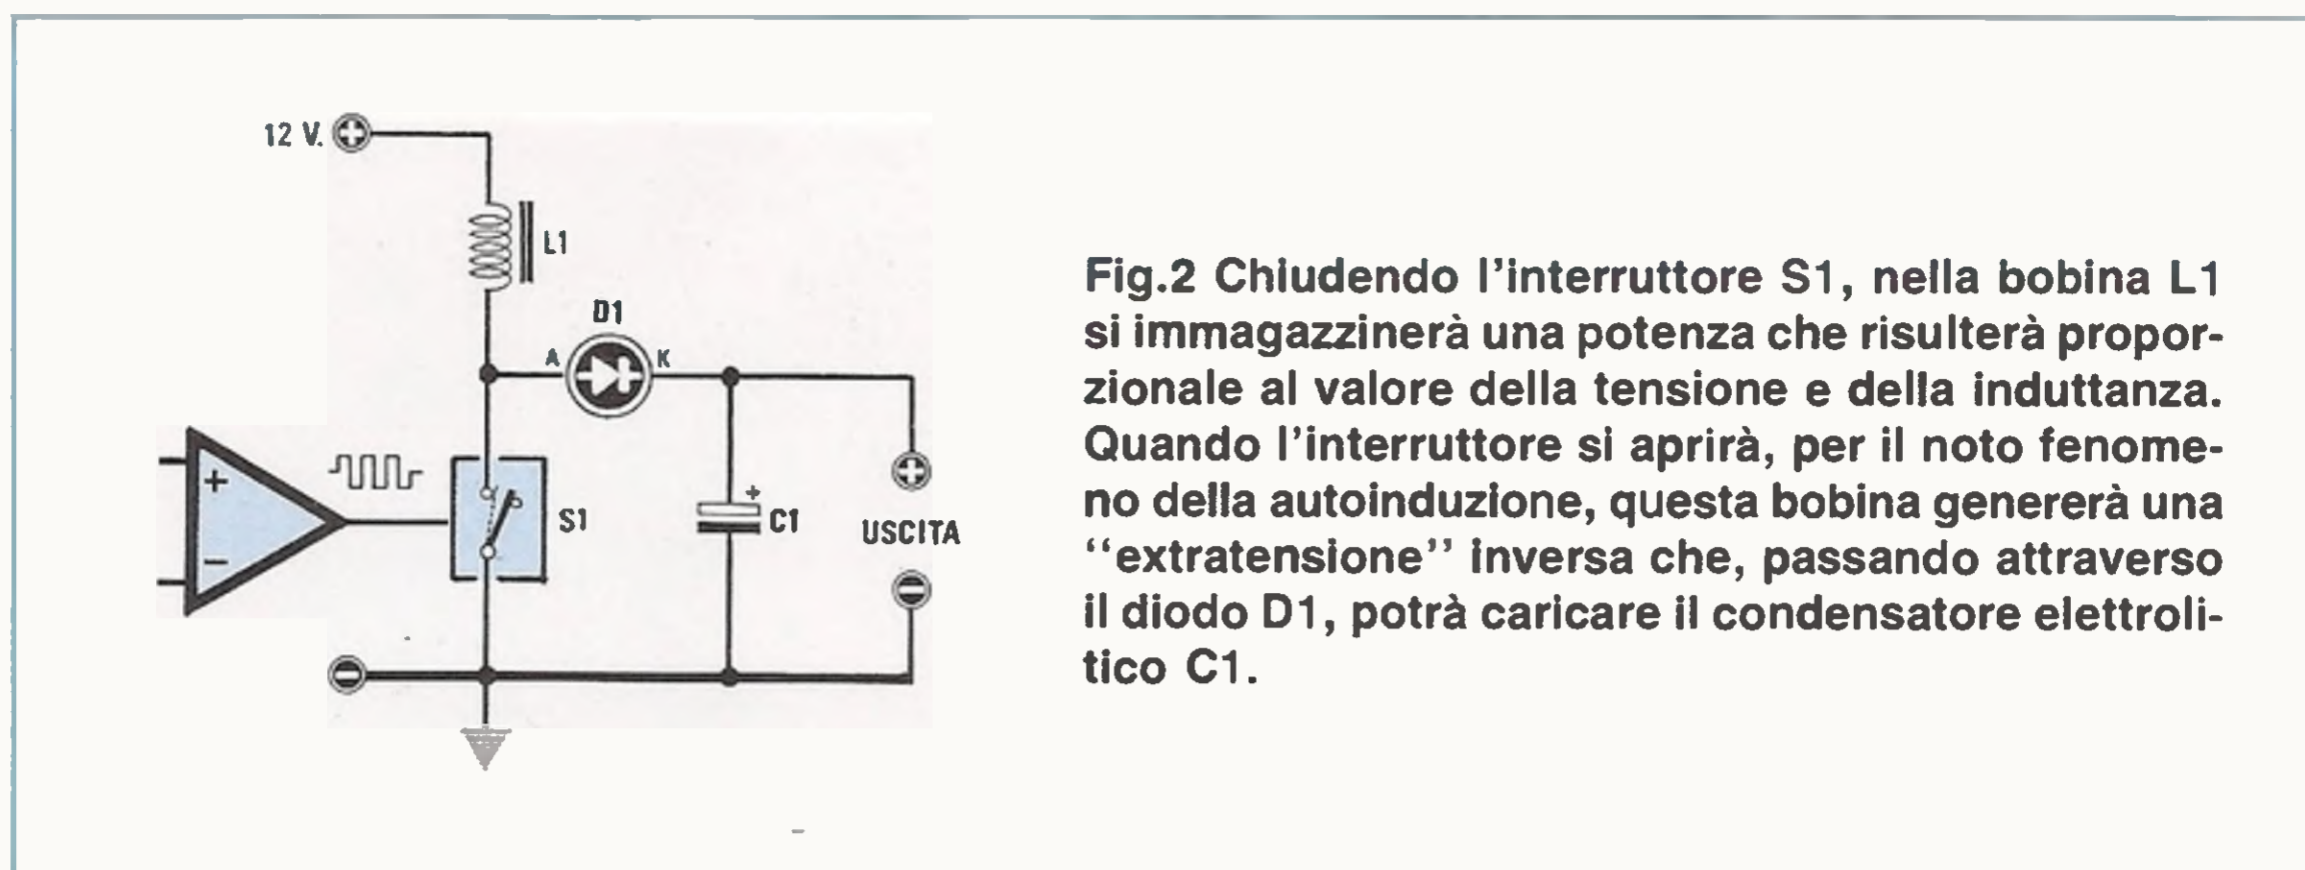 12 V.
L1
D1
A
K
+
-
S1
+
C1
USCITA
Fig.2 Chiudendo l'interruttore S1, nella bobina L1
si immagazzinerà una potenza che risulterà propor-
zionale al valore della tensione e della induttanza.
Quando l'interruttore si aprirà, per il noto fenome-
no della autoinduzione, questa bobina genererà una
‘‘extratensione’’ inversa che, passando attraverso
il diodo D1, potrà caricare il condensatore elettroli-
tico C1.